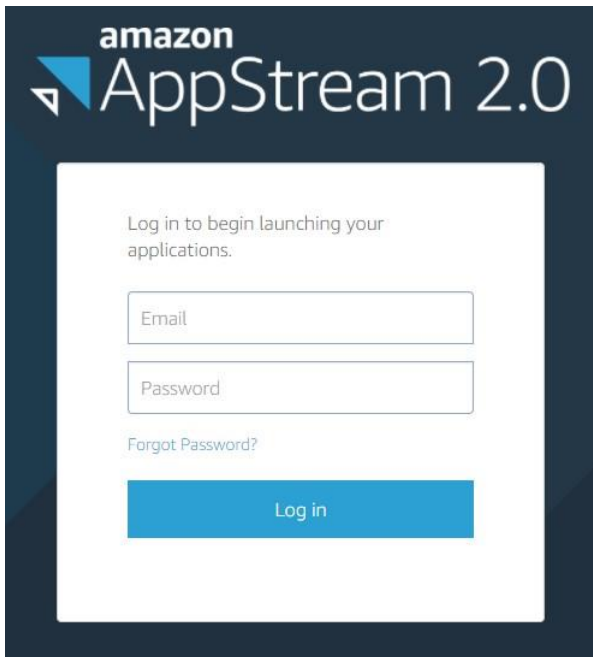 amazon
AppStream 2.0
Log in to begin launching your
applications.
Email
Password
Forgot Password?
Log in